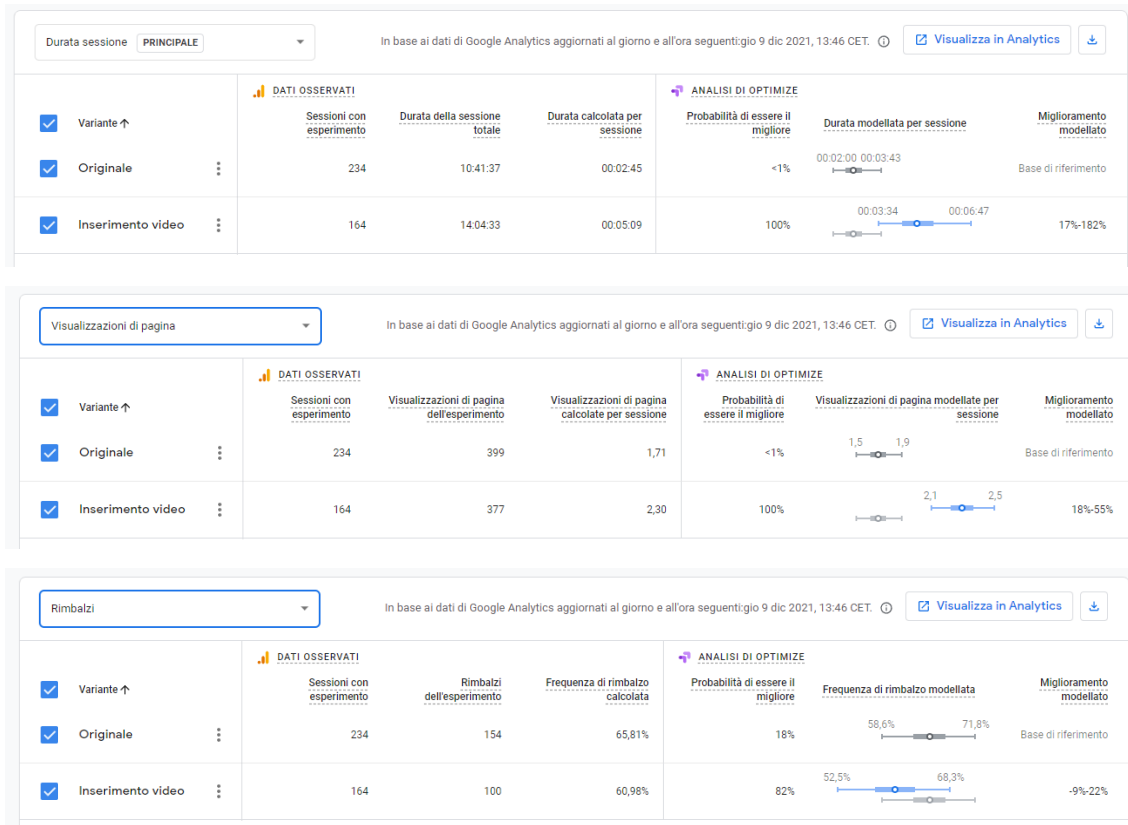 Durata sessione PRINCIPALE
In base ai dati di Google Analytics aggiornati al giorno e all'ora seguenti:gio 9 dic 2021, 13:46 CET.
Visualizza in Analytics
DATI OSSERVATI
ANALISI DI OPTIMIZE
Variante
Sessioni con esperimento
Durata della sessione totale
Durata calcolata per sessione
Probabilità di essere il migliore
Durata modellata per sessione
Miglioramento modellato
Originale
234
10:41:37
00:02:45
<1%
00:02:00 00:03:43
Base di riferimento
Inserimento video
164
14:04:33
00:05:09
100%
00:03:34 00:06:47
17%-182%
Visualizzazioni di pagina
In base ai dati di Google Analytics aggiornati al giorno e all'ora seguenti:gio 9 dic 2021, 13:46 CET.
Visualizza in Analytics
DATI OSSERVATI
ANALISI DI OPTIMIZE
Variante
Sessioni con esperimento
Visualizzazioni di pagina dell'esperimento
Visualizzazioni di pagina calcolate per sessione
Probabilità di essere il migliore
Visualizzazioni di pagina modellate per sessione
Miglioramento modellato
Originale
234
399
1,71
<1%
1,5 1,9
Base di riferimento
Inserimento video
164
377
2,30
100%
2,1 2,5
18%-55%
Rimbalzi
In base ai dati di Google Analytics aggiornati al giorno e all'ora seguenti:gio 9 dic 2021, 13:46 CET.
Visualizza in Analytics
DATI OSSERVATI
ANALISI DI OPTIMIZE
Variante
Sessioni con esperimento
Rimbalzi dell'esperimento
Frequenza di rimbalzo calcolata
Probabilità di essere il migliore
Frequenza di rimbalzo modellata
Miglioramento modellato
Originale
234
154
65,81%
18%
58,6% 71,8%
Base di riferimento
Inserimento video
164
100
60,98%
82%
52,5% 68,3%
-9%-22%